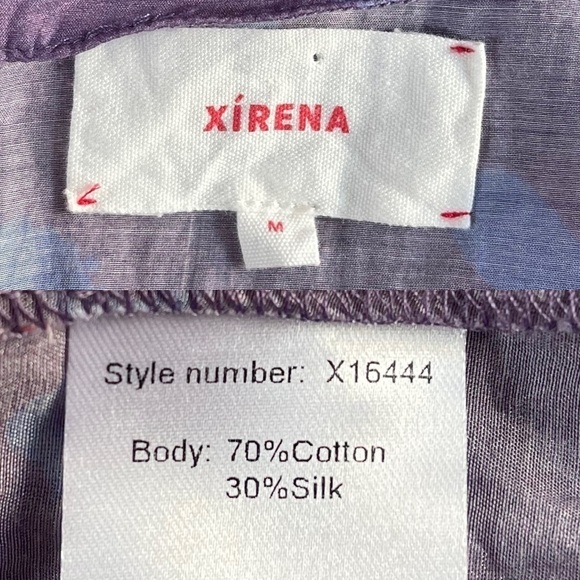 XÍRENA
M
Style number: X16444
Body: 70%Cotton
30%Silk